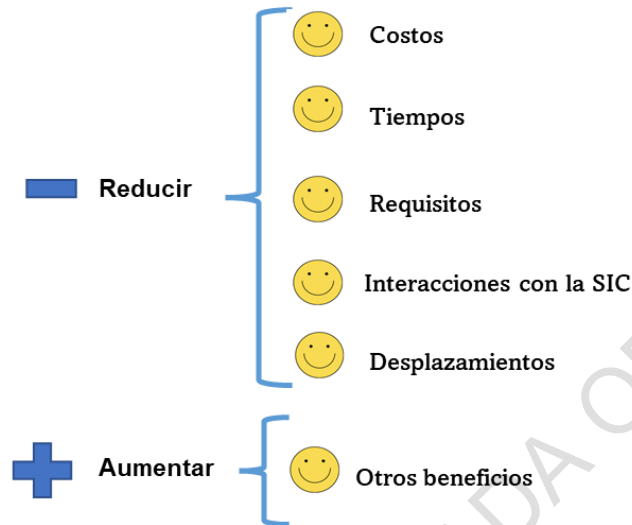 Costos
Tiempos
Reducir
Requisitos
Interacciones con la SIC
Desplazamientos
Aumentar
Otros beneficios